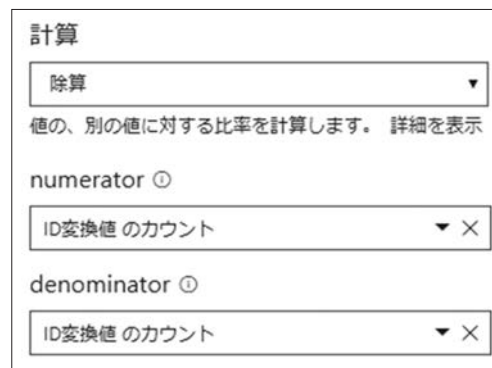 計算
除算
値の、別の値に対する比率を計算します。 詳細を表示
numerator
ID変換値 のカウント
denominator
ID変換値 のカウント